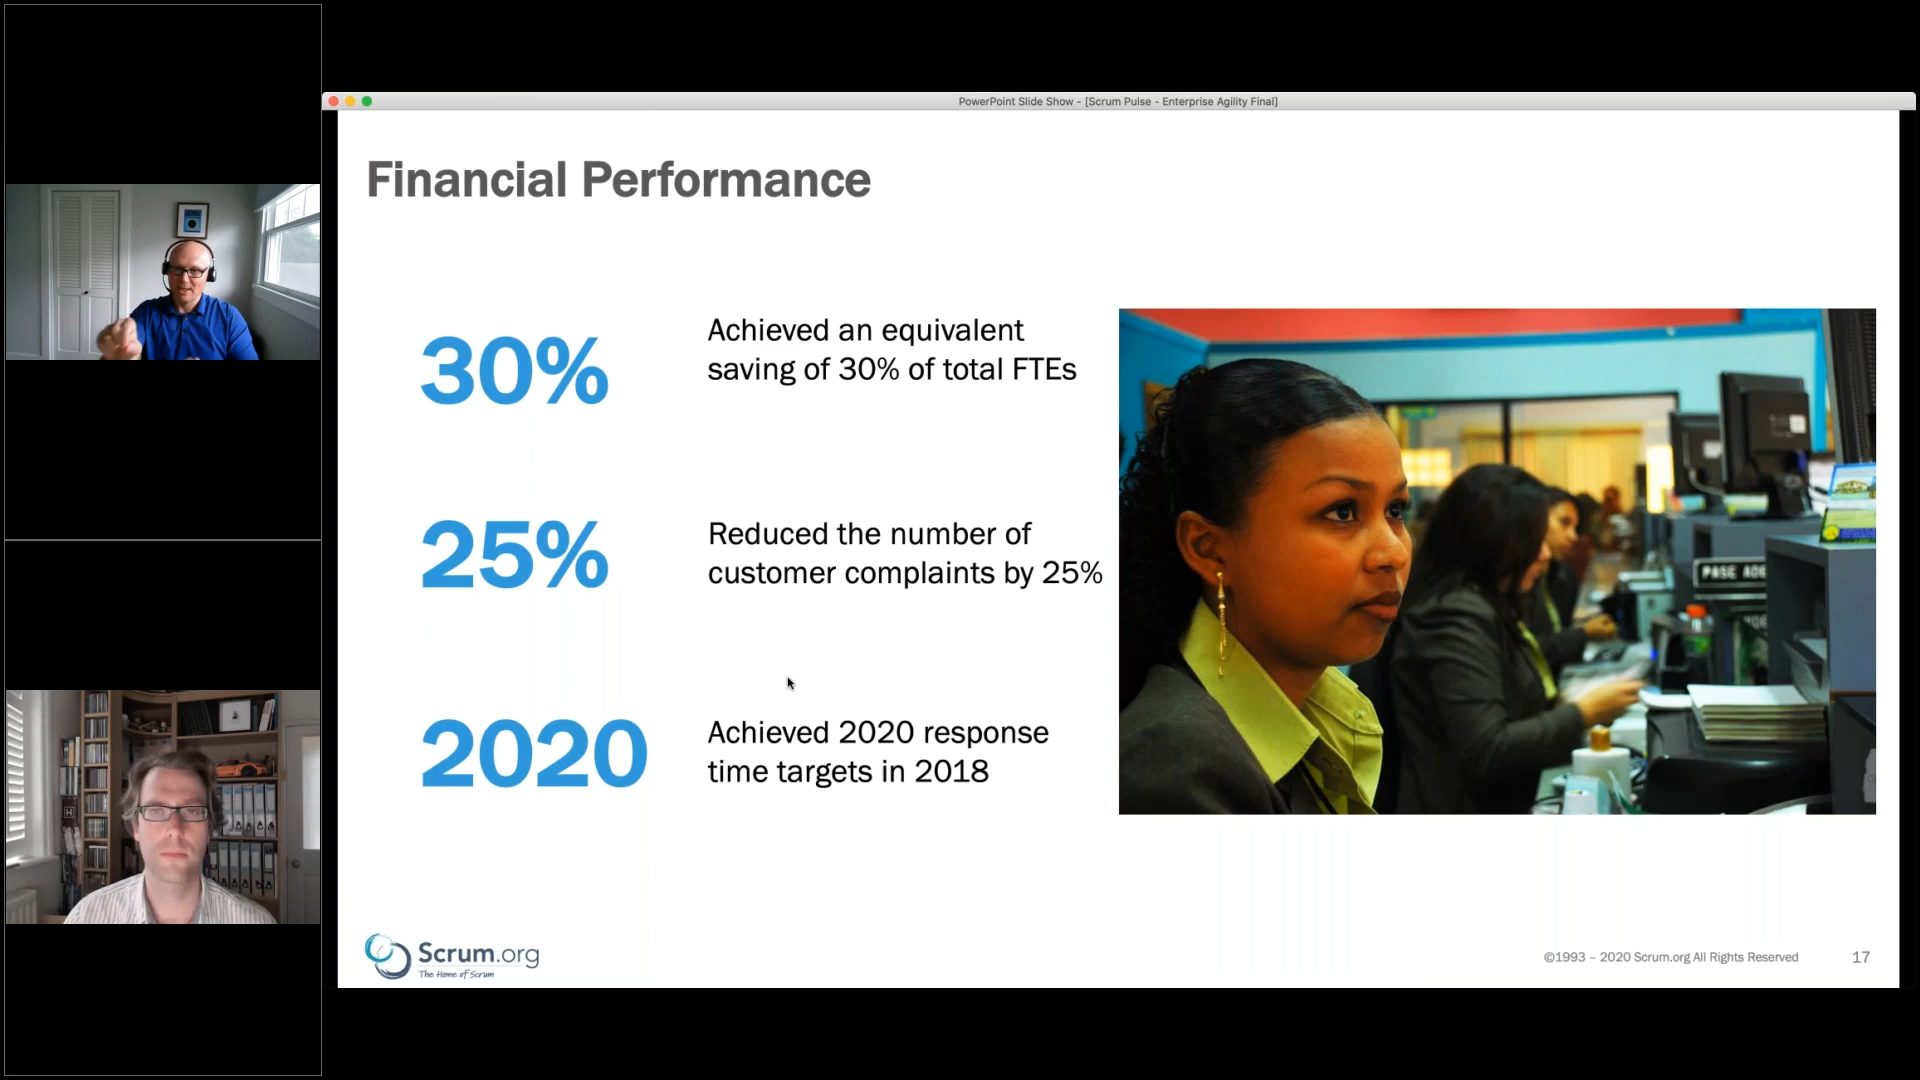 PowerPoint Slide Show - [Scrum Pulse - Enterprise Agility Final]
Financial Performance
30%
Achieved an equivalent
saving of 30% of total FTEs
25%
Reduced the number of
customer complaints by 25%
2020
Achieved 2020 response
time targets in 2018
Scrum.org
The Home of Scrum
©1993 – 2020 Scrum.org All Rights Reserved
17